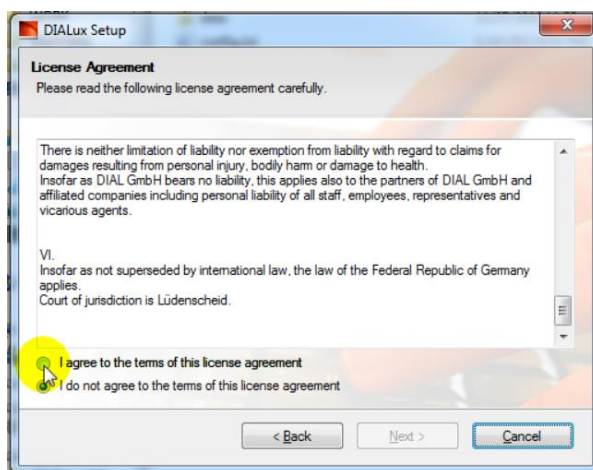 DIALux Setup
License Agreement
Please read the following license agreement carefully.
There is neither limitation of liability nor exemption from liability with regard to claims for
damages resulting from personal injury, bodily harm or damage to health.
Insofar as DIAL GmbH bears no liability, this applies also to the partners of DIAL GmbH and
affiliated companies including personal liability of all staff, employees, representatives and
vicarious agents.
VI.
Insofar as not superseded by international law, the law of the Federal Republic of Germany
applies.
Court of jurisdiction is Lüdenscheid.
I agree to the terms of this license agreement
I do not agree to the terms of this license agreement
< Back
Next >
Cancel